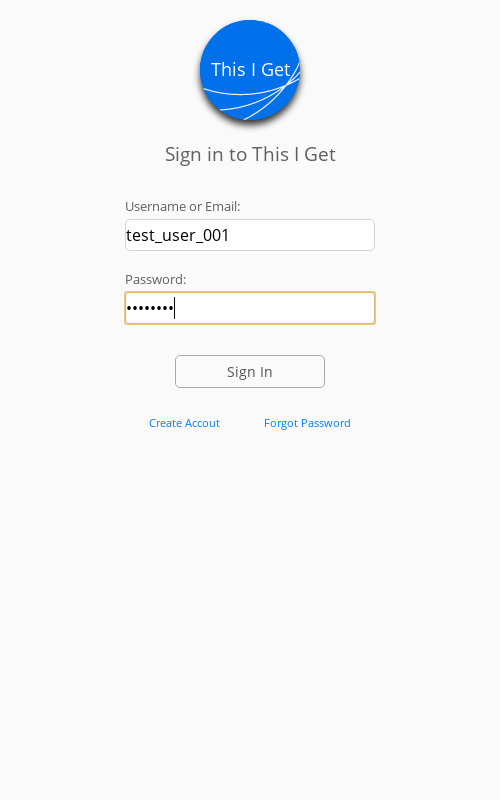 This I Get
Sign in to This I Get
Username or Email:
test_user_001
Password:
••••••••
Sign In
Create Accout Forgot Password